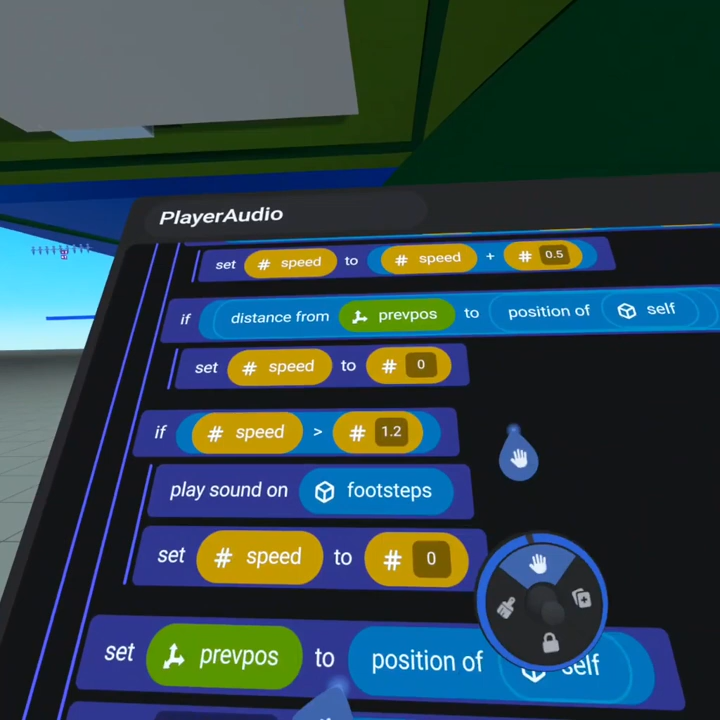 PlayerAudio
set # speed to # speed + # 0.5
if distance from prevpos to position of self
set # speed to # 0
if # speed > # 1.2
play sound on footsteps
set # speed to # 0
set prevpos to position of self